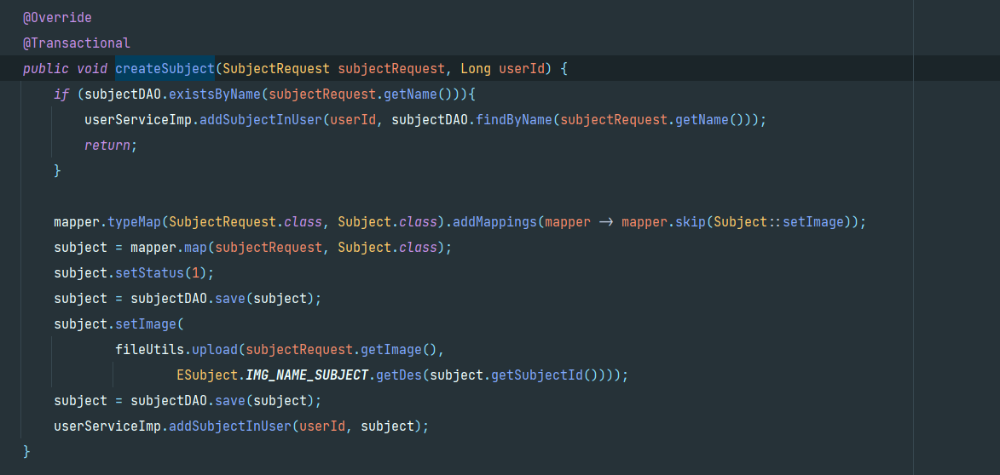 @Override
@Transactional
public void createSubject(SubjectRequest subjectRequest, Long userId) {
if (subjectDAO.existsByName(subjectRequest.getName())){
userServiceImp.addSubjectInUser(userId, subjectDAO.findByName(subjectRequest.getName()));
return;
}
mapper.typeMap(SubjectRequest.class, Subject.class).addMappings(mapper -> mapper.skip(Subject::setImage));
subject = mapper.map(subjectRequest, Subject.class);
subject.setStatus(1);
subject = subjectDAO.save(subject);
subject.setImage(
fileUtils.upload(subjectRequest.getImage(),
ESubject.IMG_NAME_SUBJECT.getDes(subject.getSubjectId())));
subject = subjectDAO.save(subject);
userServiceImp.addSubjectInUser(userId, subject);
}